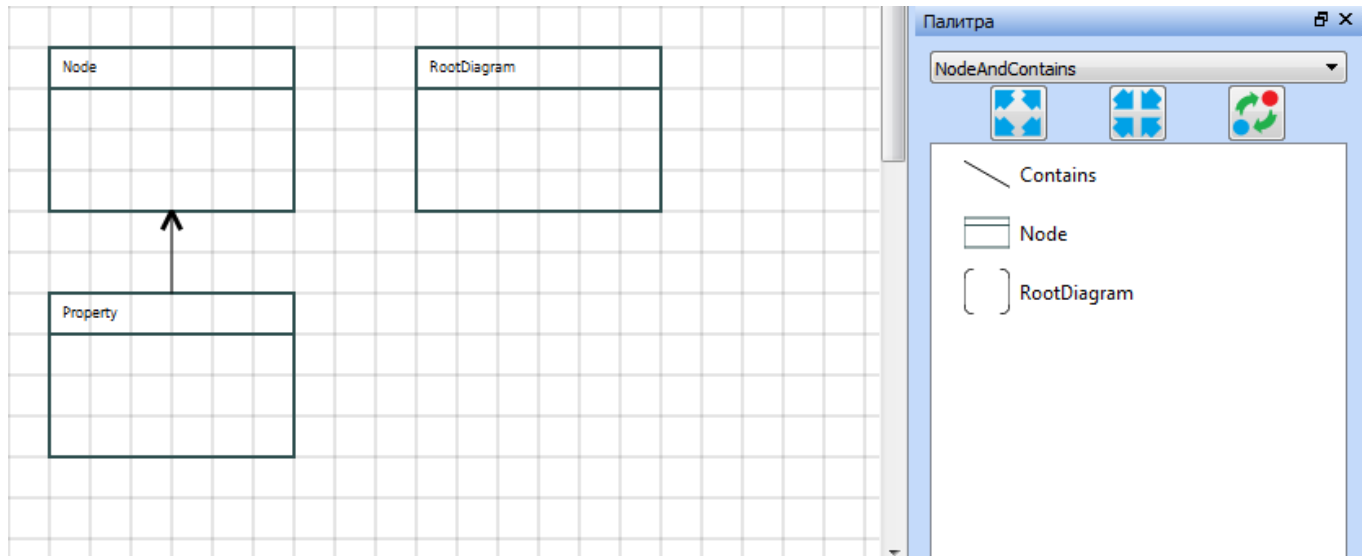 Node
RootDiagram
Property
Палитра
NodeAndContains
Contains
Node
RootDiagram